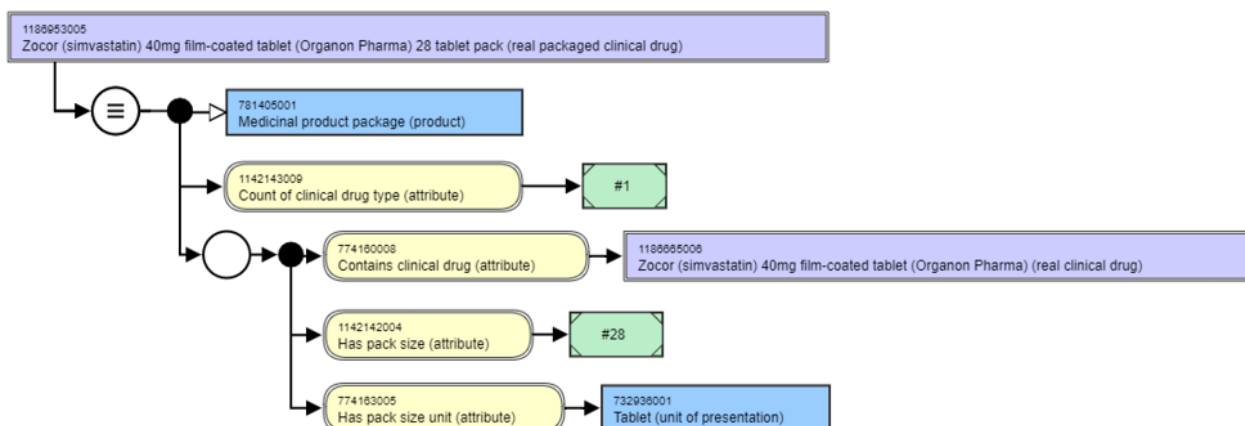 1186953005
Zocor (simvastatin) 40mg film-coated tablet (Organon Pharma) 28 tablet pack (real packaged clinical drug)
≡
781405001
Medicinal product package (product)
1142143009
Count of clinical drug type (attribute)
#1
774160008
Contains clinical drug (attribute)
1186665006
Zocor (simvastatin) 40mg film-coated tablet (Organon Pharma) (real clinical drug)
1142142004
Has pack size (attribute)
#28
774163005
Has pack size unit (attribute)
732936001
Tablet (unit of presentation)